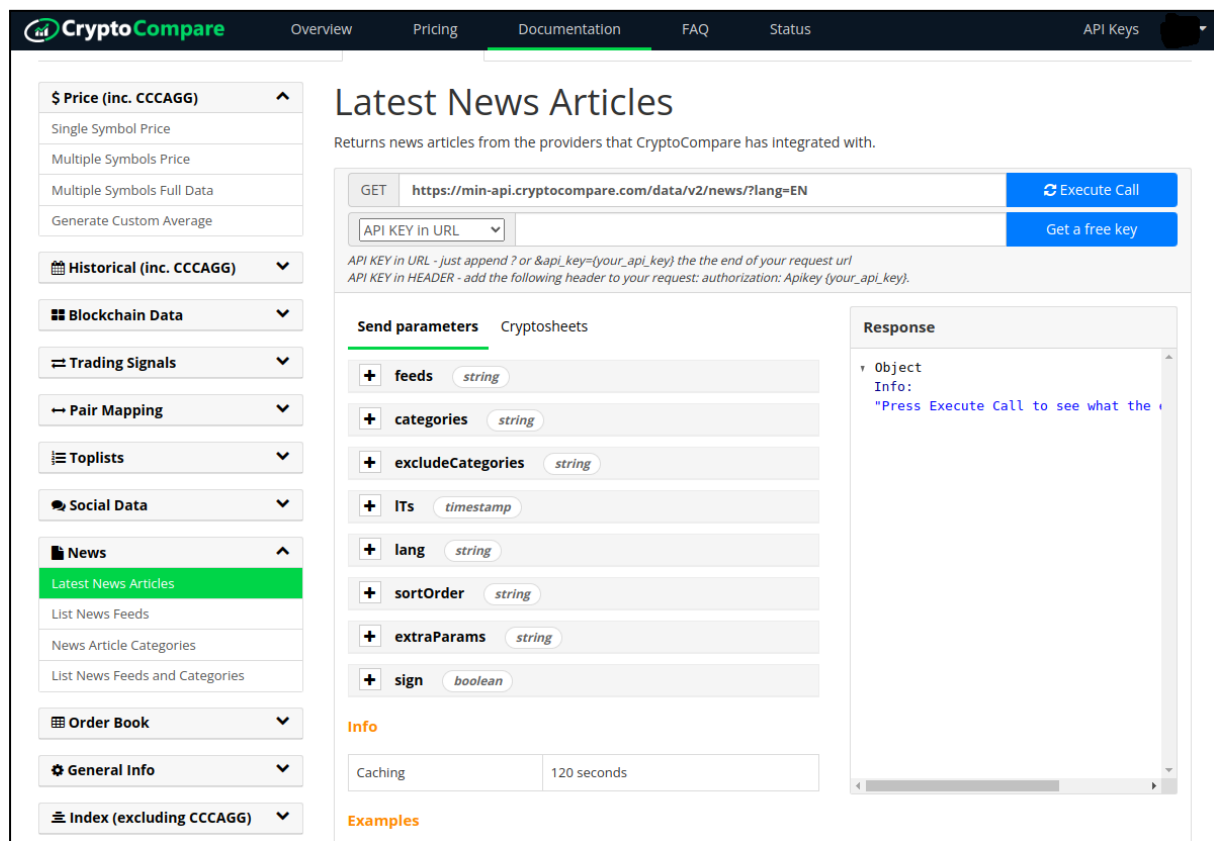 CryptoCompare
Overview
Pricing
Documentation
FAQ
Status
API Keys
$ Price (inc. CCCAGG)
Single Symbol Price
Multiple Symbols Price
Multiple Symbols Full Data
Generate Custom Average
Historical (inc. CCCAGG)
Blockchain Data
Trading Signals
Pair Mapping
Toplists
Social Data
News
Latest News Articles
List News Feeds
News Article Categories
List News Feeds and Categories
Order Book
General Info
Index (excluding CCCAGG)
Latest News Articles
Returns news articles from the providers that CryptoCompare has integrated with.
GET https://min-api.cryptocompare.com/data/v2/news/?lang=EN Execute Call
API KEY in URL Get a free key
API KEY in URL - just append ? or &api_key={your_api_key} the the end of your request url
API KEY in HEADER - add the following header to your request: authorization: Apikey {your_api_key}.
Send parameters Cryptosheets
feeds string
categories string
excludeCategories string
lTs timestamp
lang string
sortOrder string
extraParams string
sign boolean
Info
Caching 120 seconds
Examples
Response
Object
Info:
"Press Execute Call to see what the